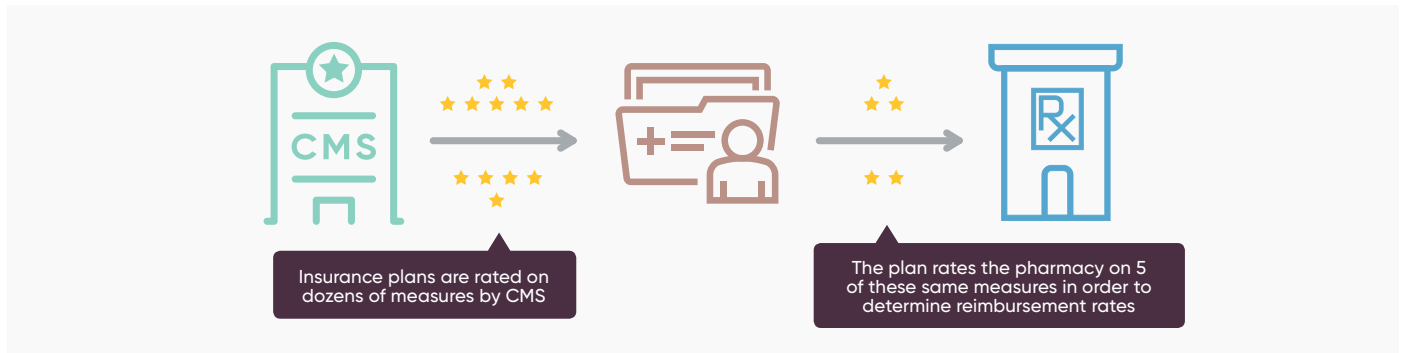 CMS
Rx
Insurance plans are rated on
dozens of measures by CMS
The plan rates the pharmacy on 5
of these same measures in order to
determine reimbursement rates